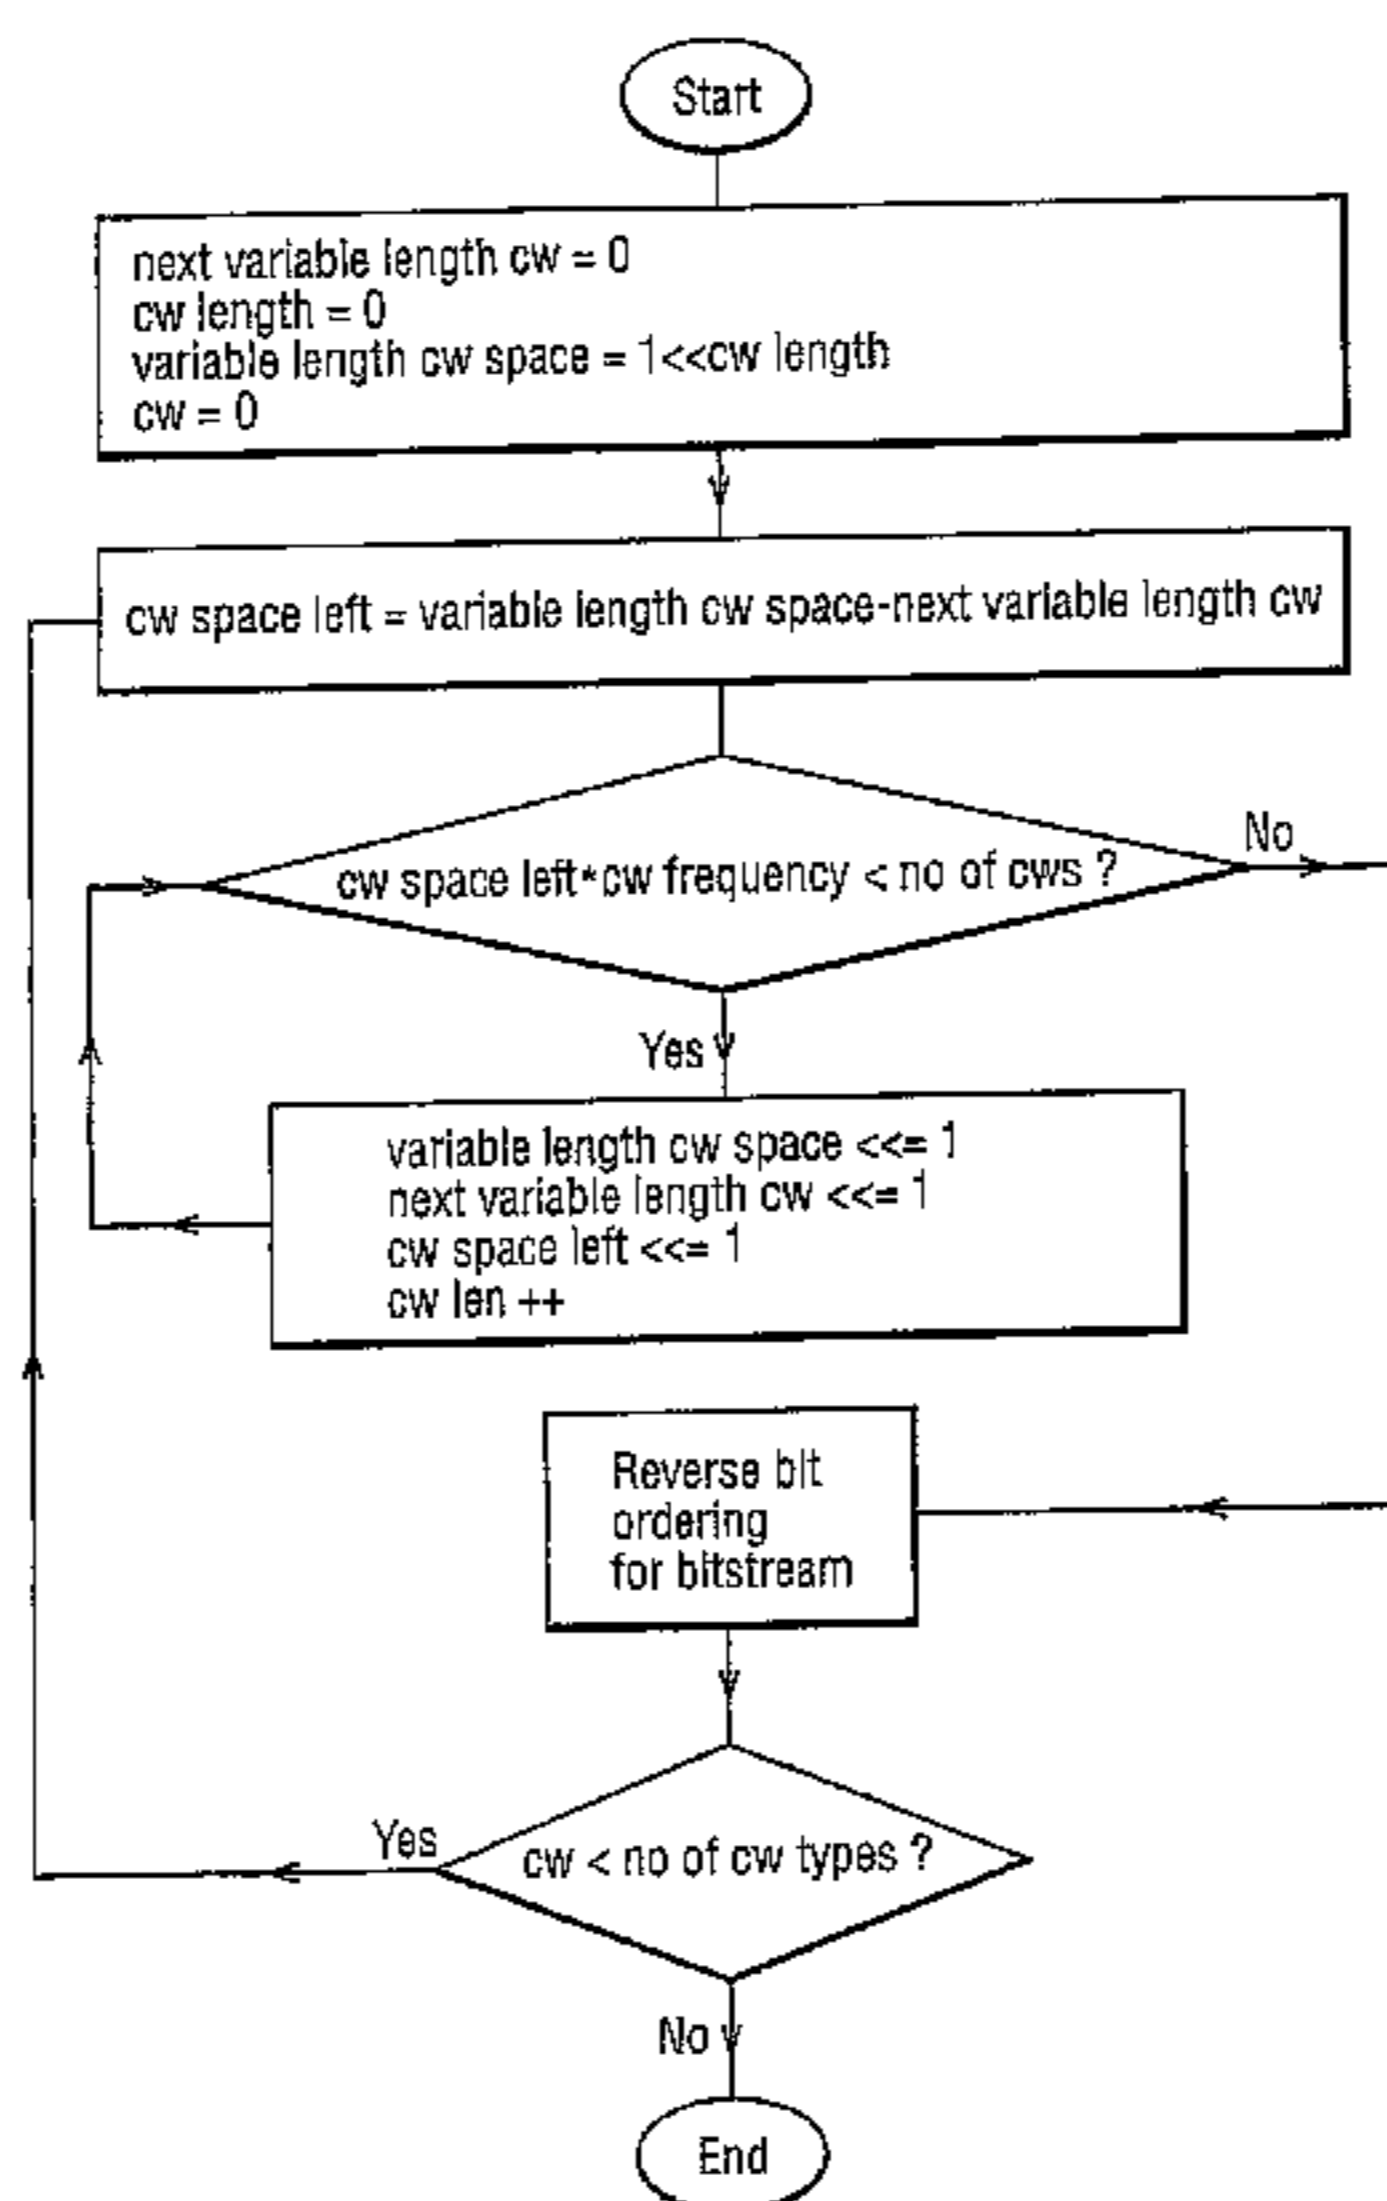 Start
next variable length cw = 0
cw length = 0
variable length cw space = 1<<cw length
cw = 0
cw space left = variable length cw space-next variable length cw
No
cw space left*cw frequency < no of cws ?
Yes
variable length cw space <<= 1
next variable length cw <<= 1
cw space left <<= 1
cw len ++
Reverse bit
ordering
for bitstream
Yes
cw < no of cw types ?
No
End